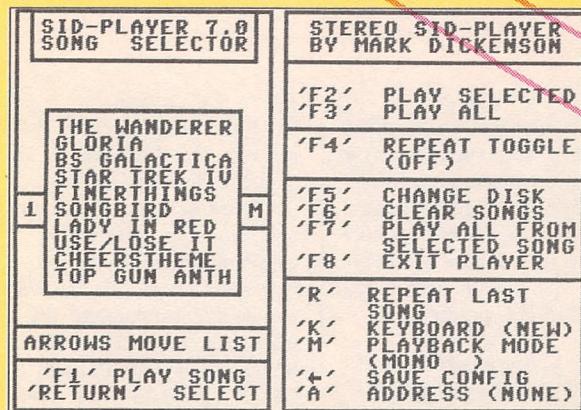 SID-PLAYER 7.0
SONG SELECTOR
THE WANDERER
GLORIA
BS GALACTICA
STAR TREK IV
FINERTHINGS
1 SONGBIRD M
LADY IN RED
USE/LOSE IT
CHEERSTHEME
TOP GUN ANTH
ARROWS MOVE LIST
'F1' PLAY SONG
'RETURN' SELECT
STEREO SID-PLAYER
BY MARK DICKENSON
'F2' PLAY SELECTED
'F3' PLAY ALL
'F4' REPEAT TOGGLE
(OFF)
'F5' CHANGE DISK
'F6' CLEAR SONGS
'F7' PLAY ALL FROM
SELECTED SONG
'F8' EXIT PLAYER
'R' REPEAT LAST
SONG
'K' KEYBOARD (NEW)
'M' PLAYBACK MODE
(MONO )
'←' SAVE CONFIG
'A' ADDRESS (NONE)